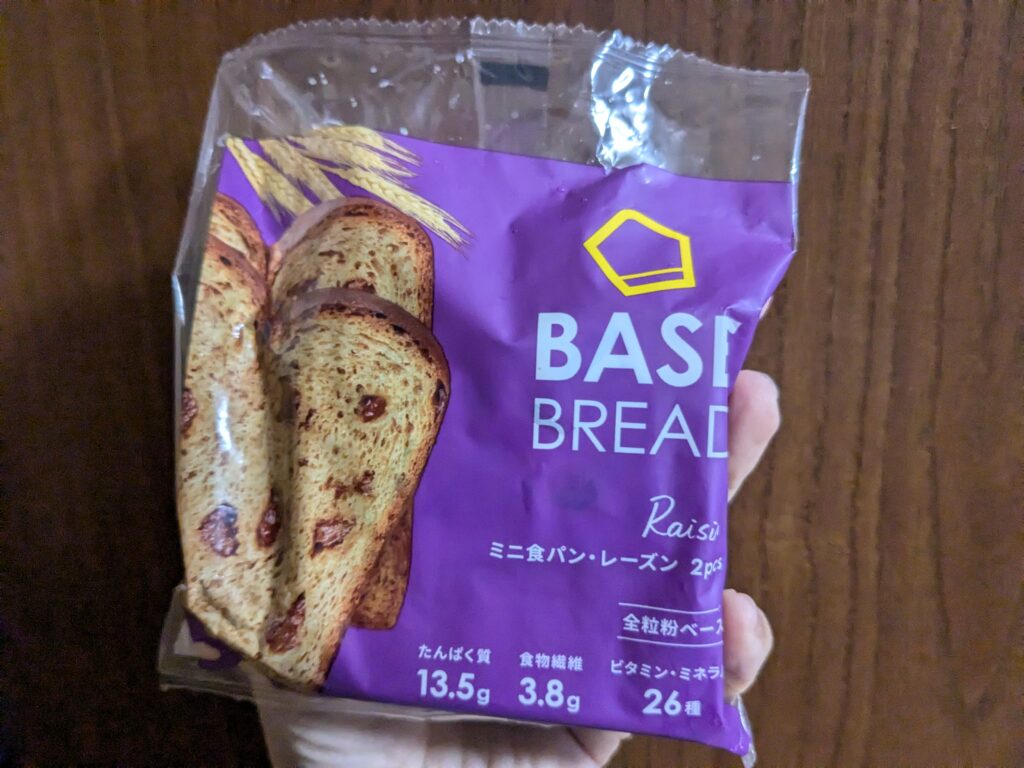 BASE
BREAD
Raisi
ミニ食パン・レーズン 2pcs
全粒粉ベース
たんぱく質 食物繊維 ビタミン・ミネラル
13.5g 3.8g 26種